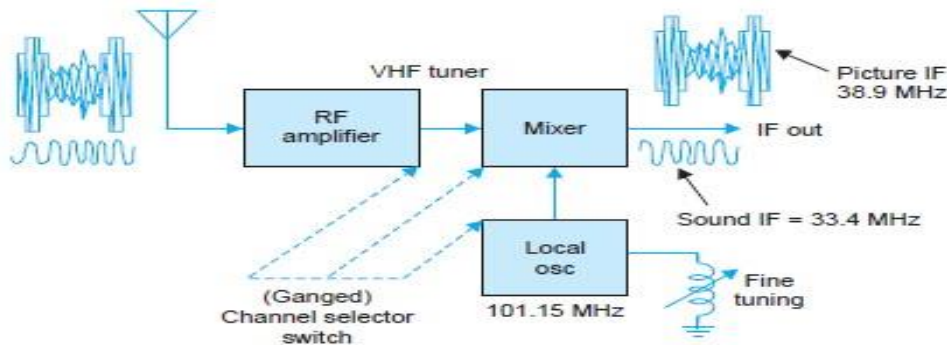 VHF tuner
Picture IF
38.9 MHz
RF
amplifier
Mixer
IF out
Sound IF = 33.4 MHz
Local
osc
Fine
tuning
(Ganged)
Channel selector
switch
101.15 MHz